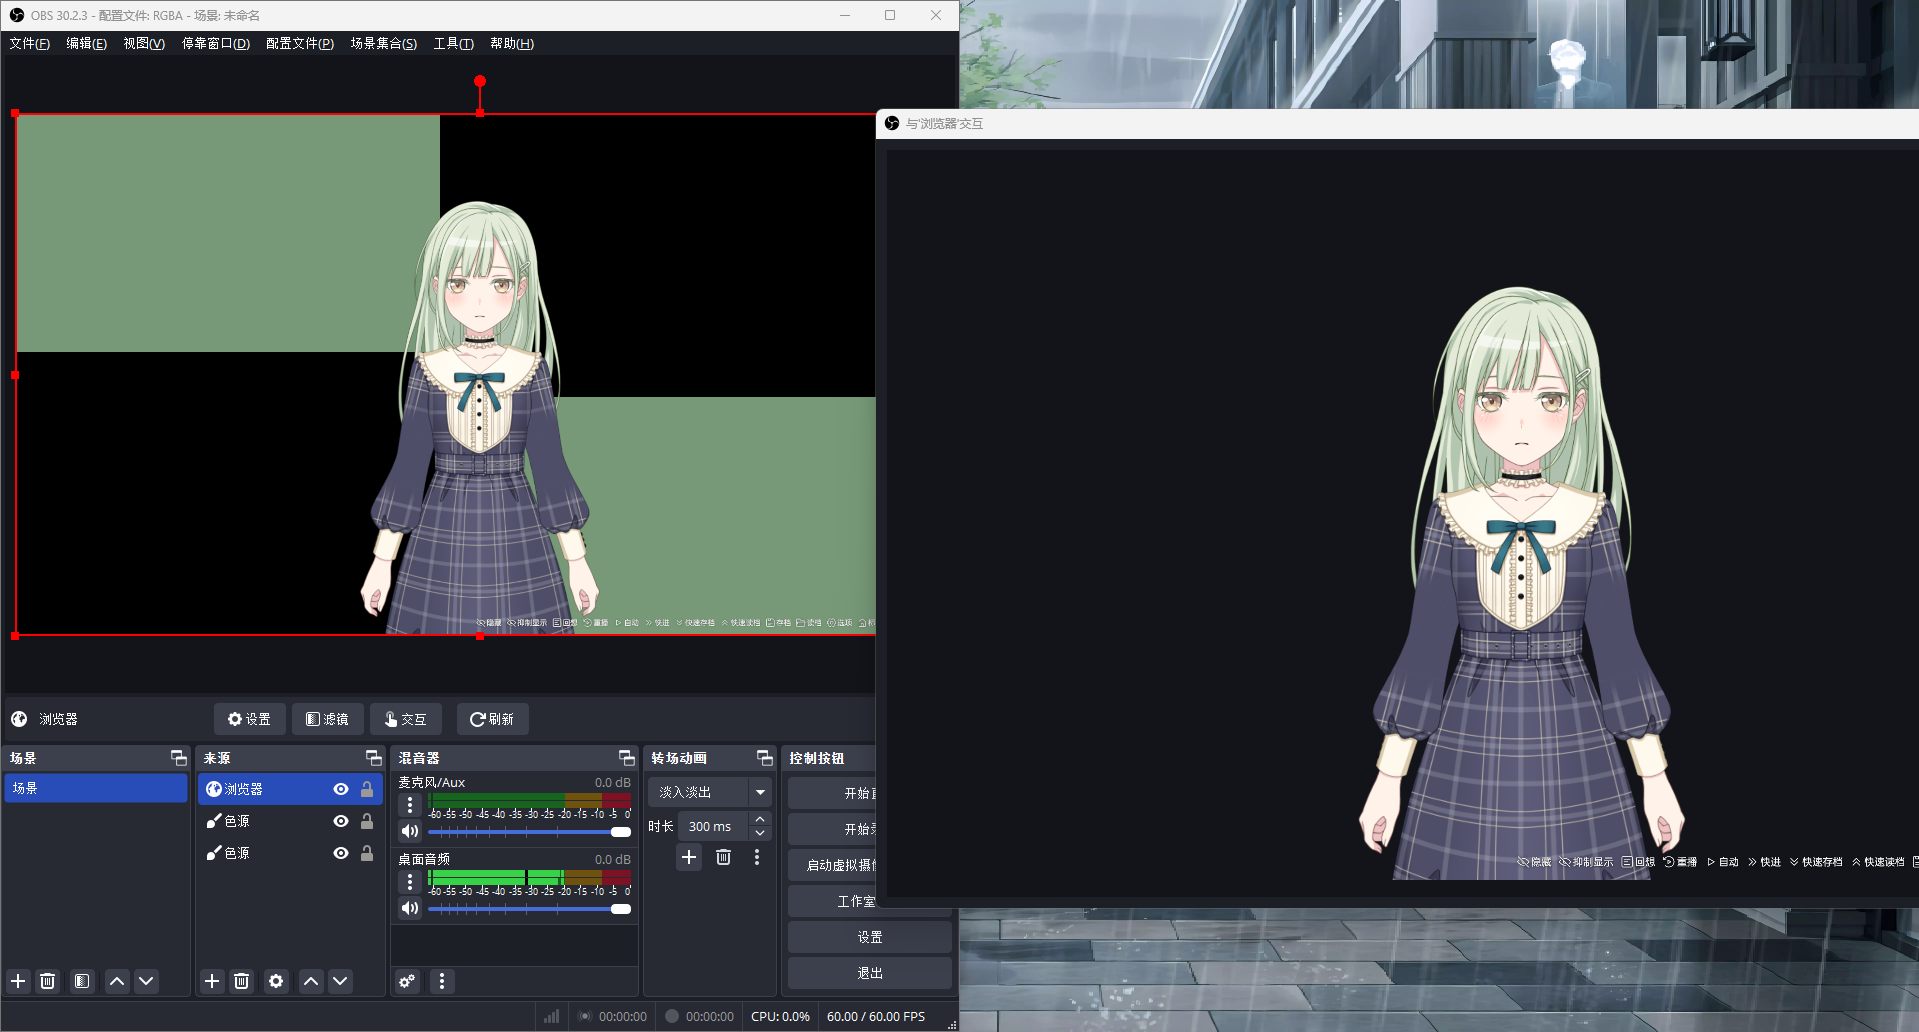 OBS 30.2.3 - 配置文件: RGBA - 场景: 未命名
文件(F) 编辑(E) 视图(V) 停靠窗口(D) 配置文件(P) 场景集合(S) 工具(T) 帮助(H)
与'浏览器'交互
隐藏 抑制显示 回想 重播 自动 快进 快速存档 快速读档 存档 读档 选项
隐藏 抑制显示 回想 重播 自动 快进 快速存档 快速读档
浏览器 设置 滤镜 交互 刷新
场景
场景
来源
浏览器
色源
色源
混音器
麦克风/Aux 0.0 dB
-60 -55 -50 -45 -40 -35 -30 -25 -20 -15 -10 -5 0
桌面音频 0.0 dB
-60 -55 -50 -45 -40 -35 -30 -25 -20 -15 -10 -5 0
转场动画
淡入淡出
时长 300 ms
控制按钮
开始
开始
启动虚拟摄
工作室
设置
退出
00:00:00 00:00:00 CPU: 0.0% 60.00 / 60.00 FPS